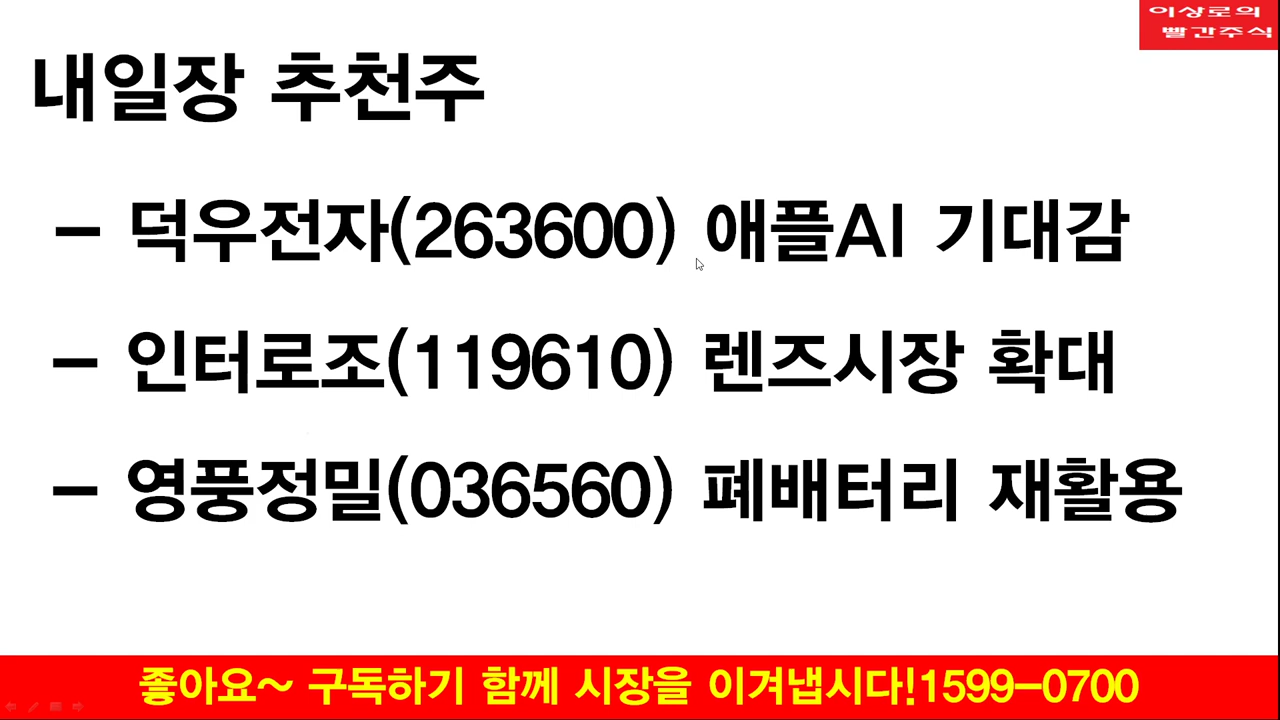 이상로의
빨간주식
내일장 추천주
- 덕우전자(263600) 애플AI 기대감
- 인터로조(119610) 렌즈시장 확대
- 영풍정밀(036560) 폐배터리 재활용
좋아요~ 구독하기 함께 시장을 이겨냅시다!1599-0700